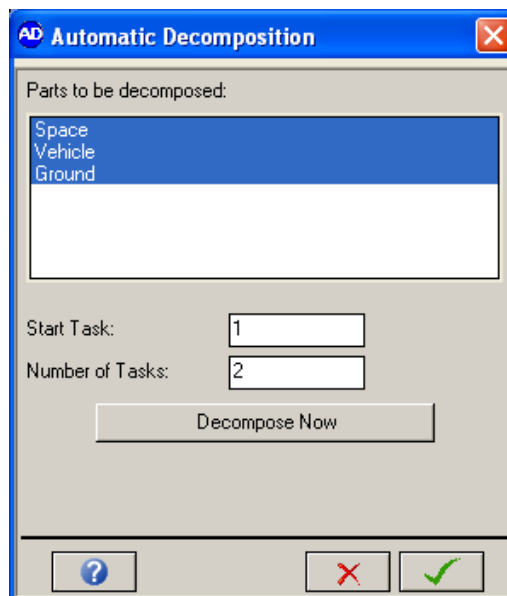 AD Automatic Decomposition
Parts to be decomposed:
Space
Vehicle
Ground
Start Task: 1
Number of Tasks: 2
Decompose Now
?